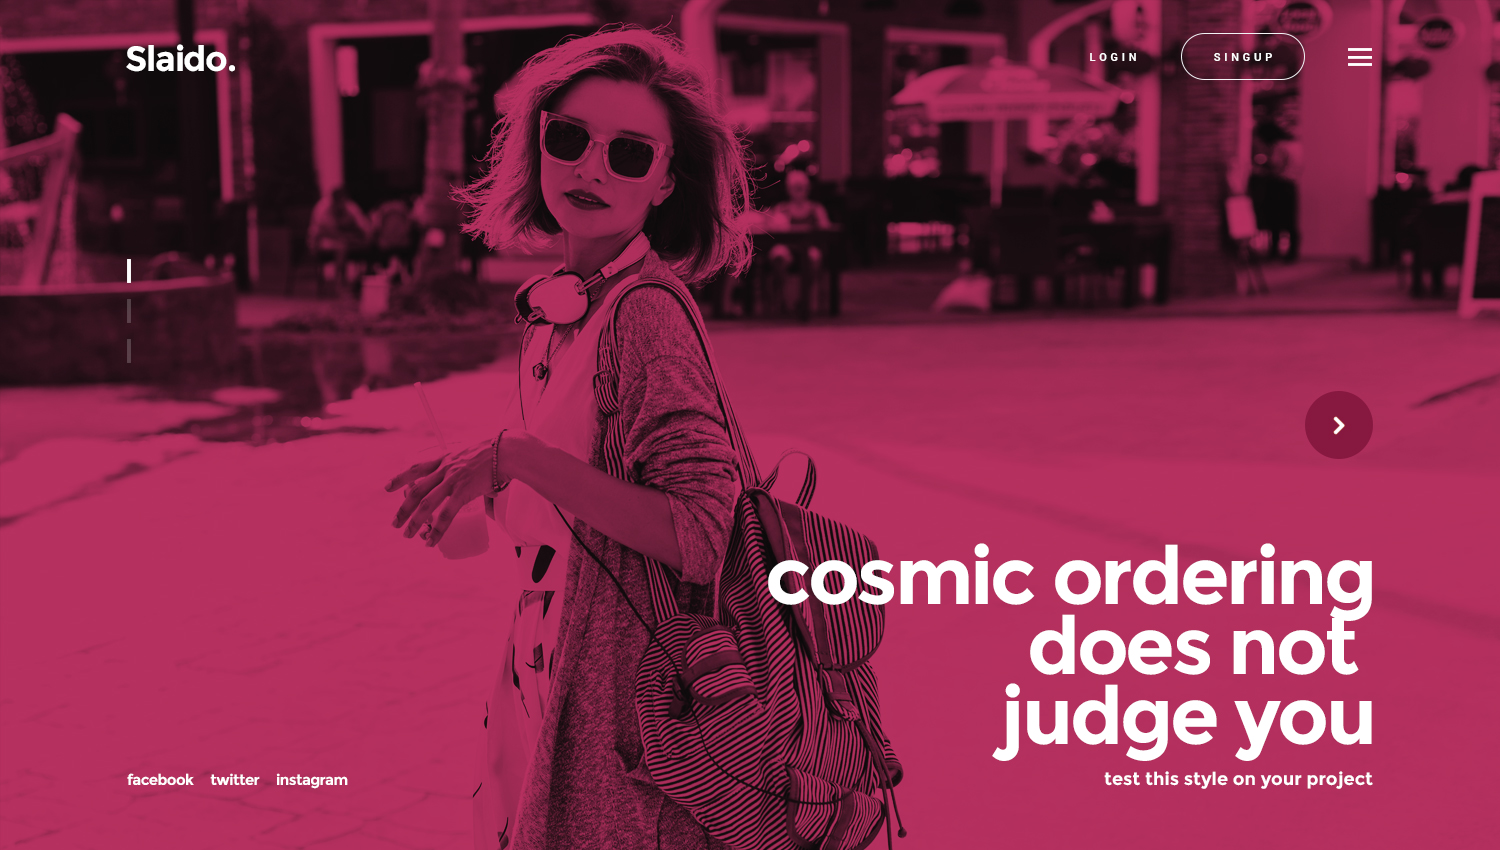 Slaido.
LOGIN
SINGUP
cosmic ordering
does not
judge you
test this style on your project
facebook twitter instagram